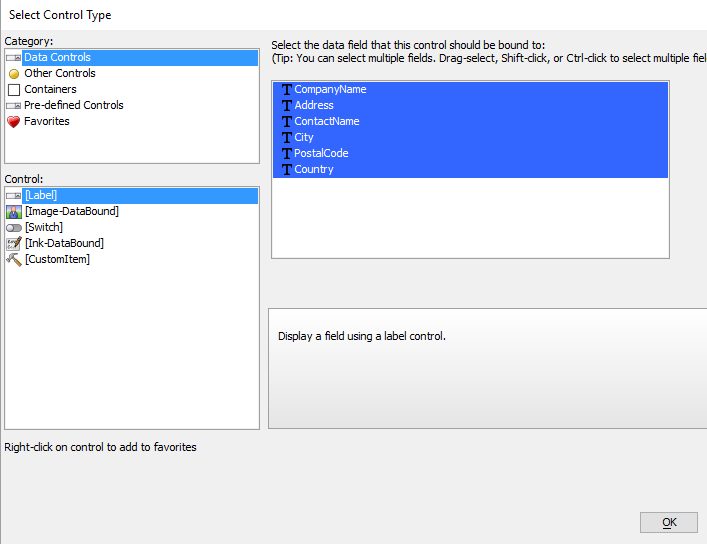 Select Control Type
Category:
Data Controls
Other Controls
Containers
Pre-defined Controls
Favorites
Control:
[Label]
[Image-DataBound]
[Switch]
[Ink-DataBound]
[CustomItem]
Right-click on control to add to favorites
Select the data field that this control should be bound to:
(Tip: You can select multiple fields. Drag-select, Shift-click, or Ctrl-click to select multiple fiel
CompanyName
Address
ContactName
City
PostalCode
Country
Display a field using a label control.
OK